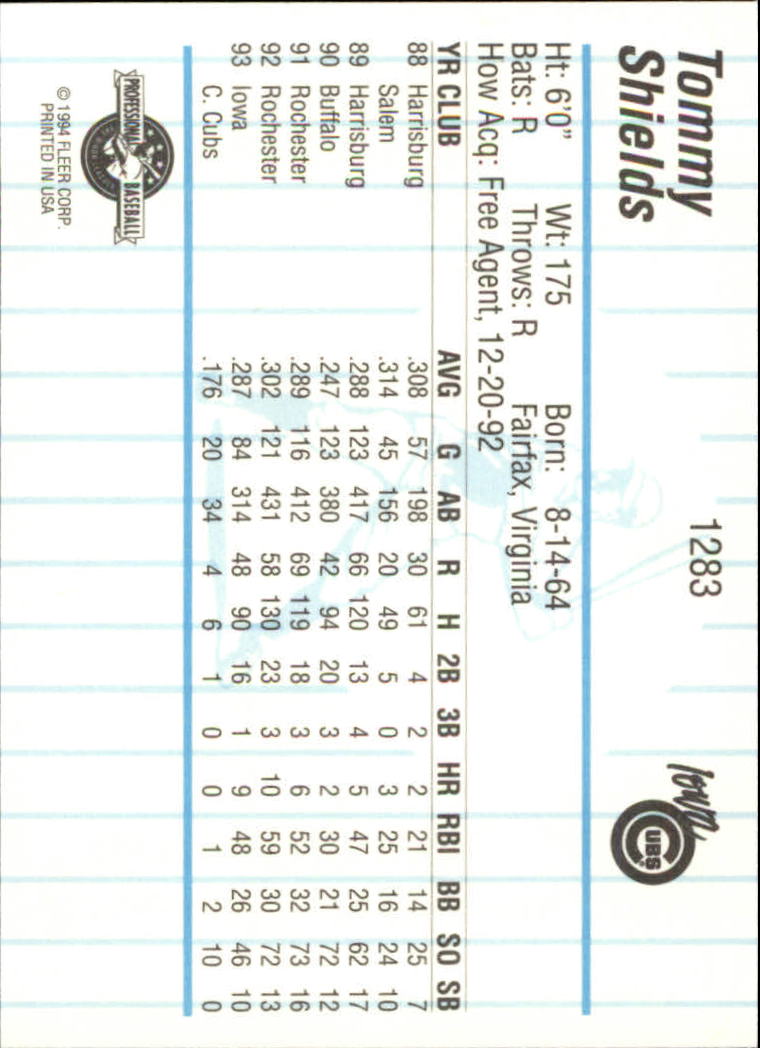 Tommy
Shields
1283
Iowa
CUBS
Ht: 6'0" Wt: 175 Born: 8-14-64
Bats: R Throws: R Fairfax, Virginia
How Acq: Free Agent, 12-20-92
YR CLUB AVG G AB R H 2B 3B HR RBI BB SO SB
88 Harrisburg .308 57 198 30 61 4 2 2 21 14 25 7
Salem .314 45 156 20 49 5 0 3 25 16 24 10
89 Harrisburg .288 123 417 66 120 13 4 5 47 25 62 17
90 Buffalo .247 123 380 42 94 20 3 2 30 21 72 12
91 Rochester .289 116 412 69 119 18 3 6 52 32 73 16
92 Rochester .302 121 431 58 130 23 3 10 59 30 72 13
93 Iowa .287 84 314 48 90 16 1 9 48 26 46 10
C. Cubs .176 20 34 4 6 1 0 0 1 2 10 0
PROFESSIONAL BASEBALL
© 1994 FLEER CORP.
PRINTED IN USA